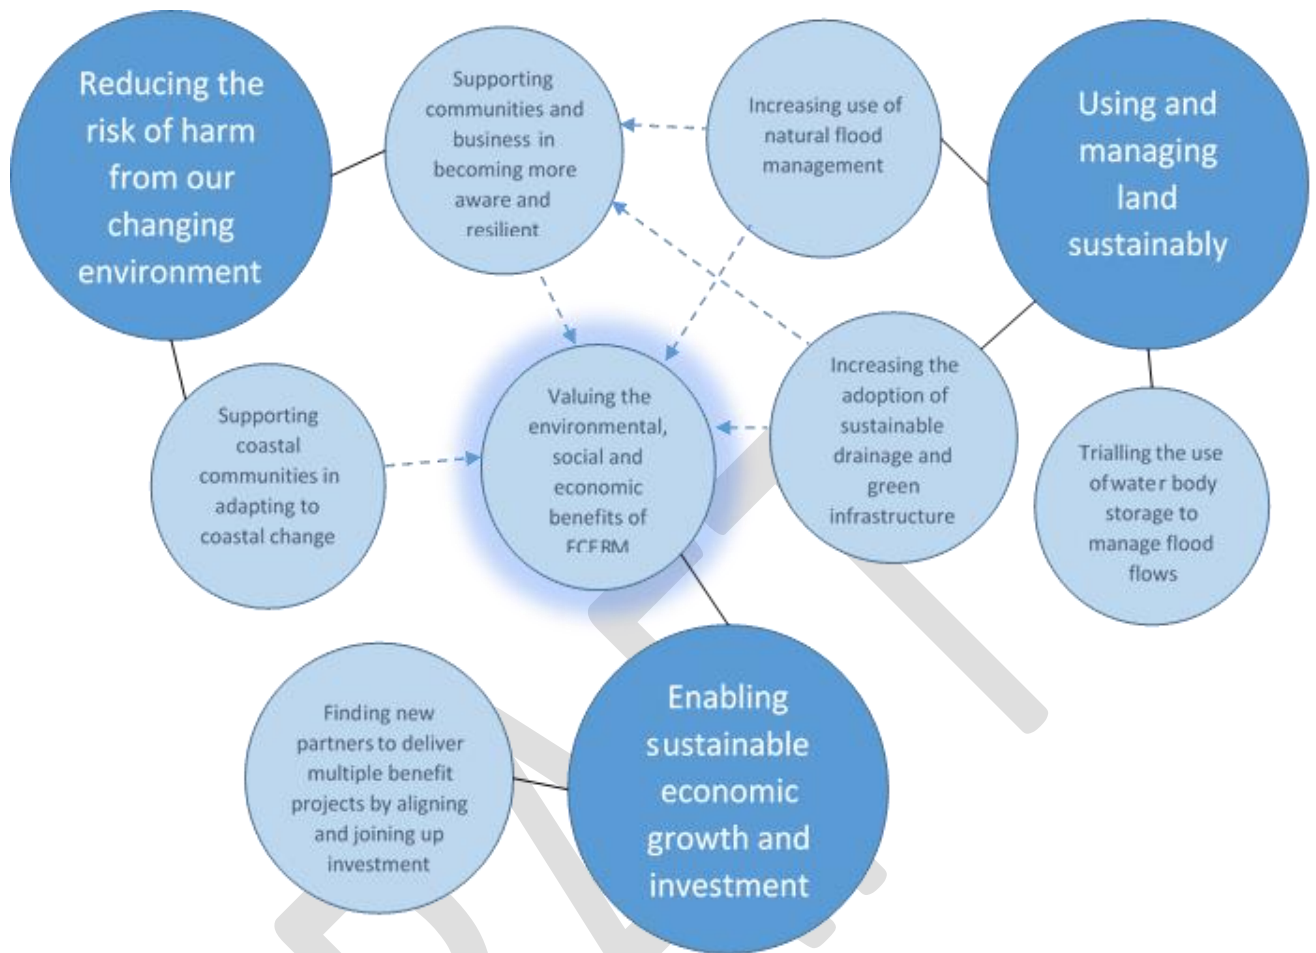 Reducing the
risk of harm
from our
changing
environment
Supporting
communities and
business in
becoming more
aware and
resilient
Increasing use of
natural flood
management
Using and
managing
land
sustainably
Supporting
coastal
communities in
adapting to
coastal change
Valuing the
environmental,
social and
economic
benefits of
FCERM
Increasing the
adoption of
sustainable
drainage and
green
infrastructure
Trialling the use
of water body
storage to
manage flood
flows
Finding new
partners to deliver
multiple benefit
projects by aligning
and joining up
investment
Enabling
sustainable
economic
growth and
investment